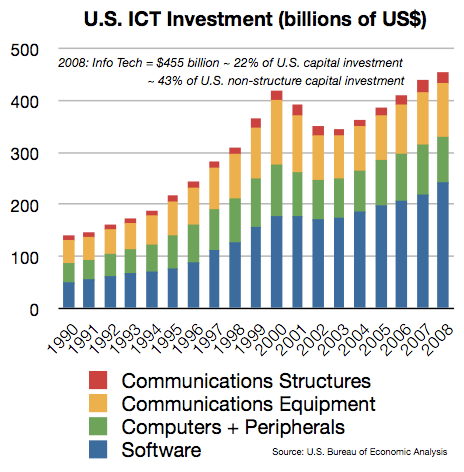 U.S. ICT Investment (billions of US$)
500
2008: Info Tech = $455 billion ~ 22% of U.S. capital investment
~ 43% of U.S. non-structure capital investment
400
300
200
100
0
1990 1991 1992 1993 1994 1995 1996 1997 1998 1999 2000 2001 2002 2003 2004 2005 2006 2007 2008
Communications Structures
Communications Equipment
Computers + Peripherals
Software
Source: U.S. Bureau of Economic Analysis